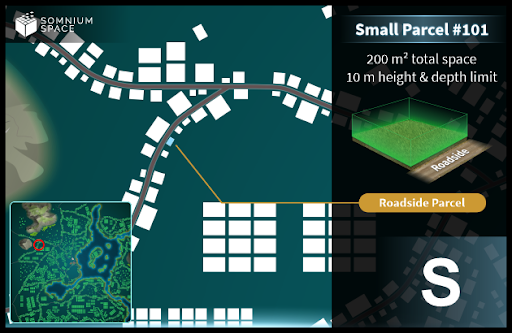 SOMNIUM
SPACE
Small Parcel #101
200 m² total space
10 m height & depth limit
Roadside
Roadside Parcel
S